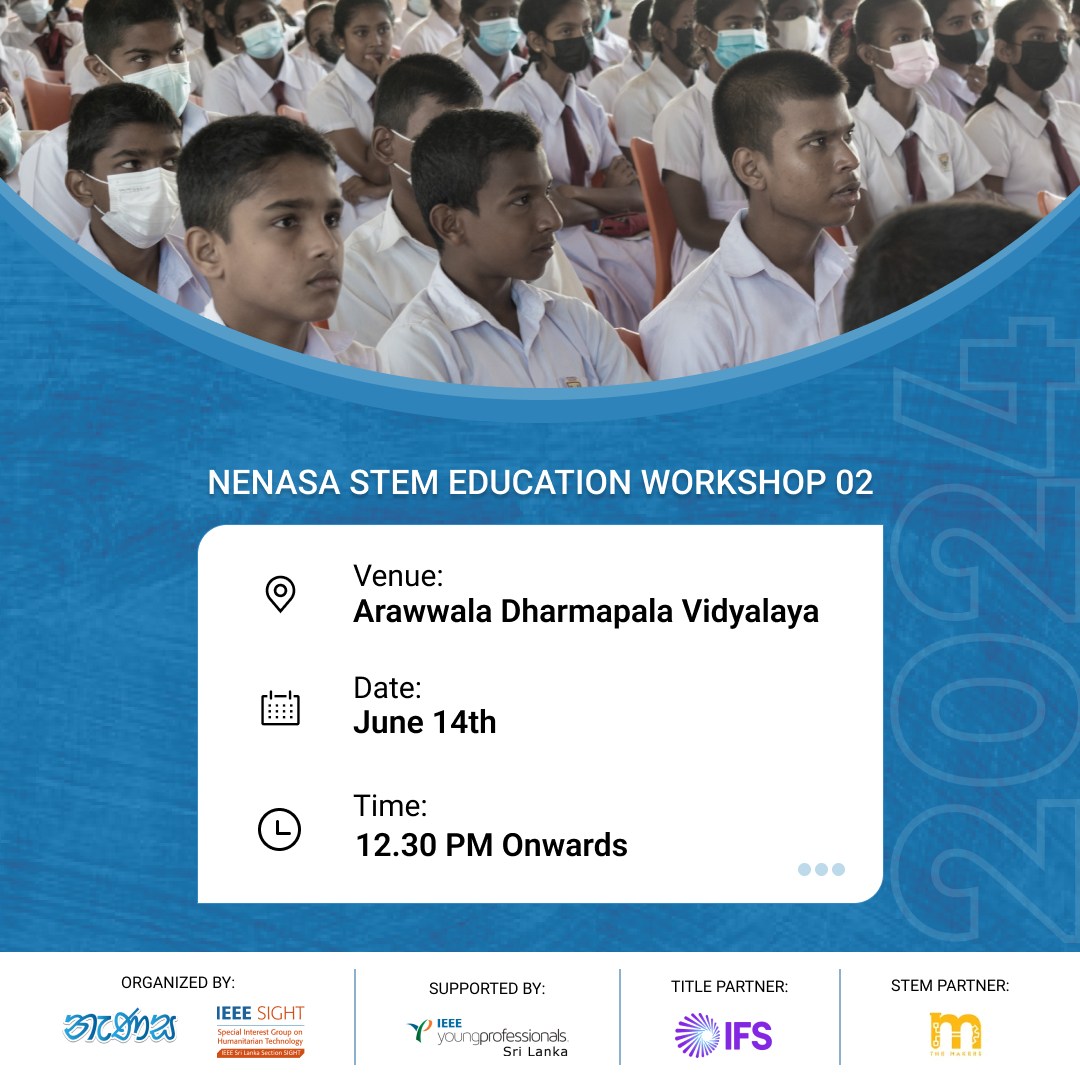 NENASA STEM EDUCATION WORKSHOP 02
Venue:
Arawwala Dharmapala Vidyalaya
Date:
June 14th
Time:
12.30 PM Onwards
2024
ORGANIZED BY:
නැණස
IEEE SIGHT
Special Interest Group on
Humanitarian Technology
IEEE Sri Lanka Section SIGHT
SUPPORTED BY:
IEEE
youngprofessionals
Sri Lanka
TITLE PARTNER:
IFS
STEM PARTNER:
m
THE MAKERS